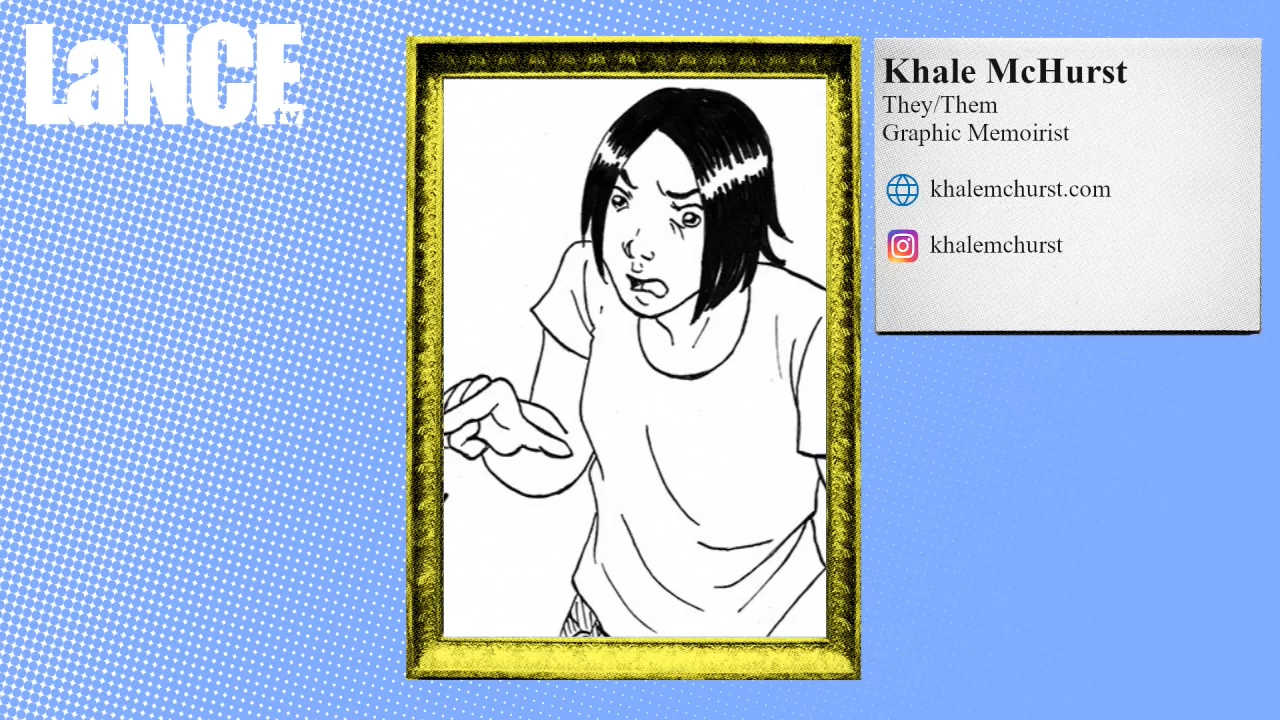 LaNCE.tv
Khale McHurst
They/Them
Graphic Memoirist
khalemchurst.com
khalemchurst